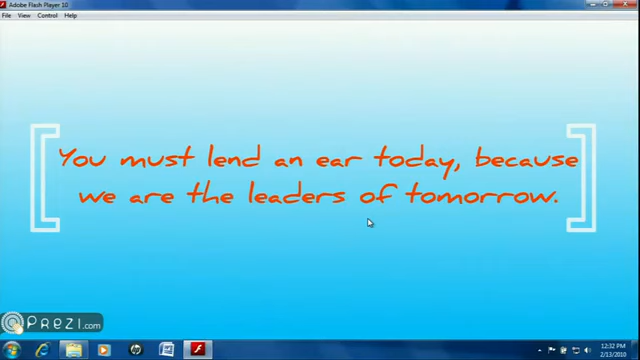 Adobe Flash Player 10
File View Control Help
You must lend an ear today, because
we are the leaders of tomorrow.
PREZI.com
12:32 PM
2/13/2010